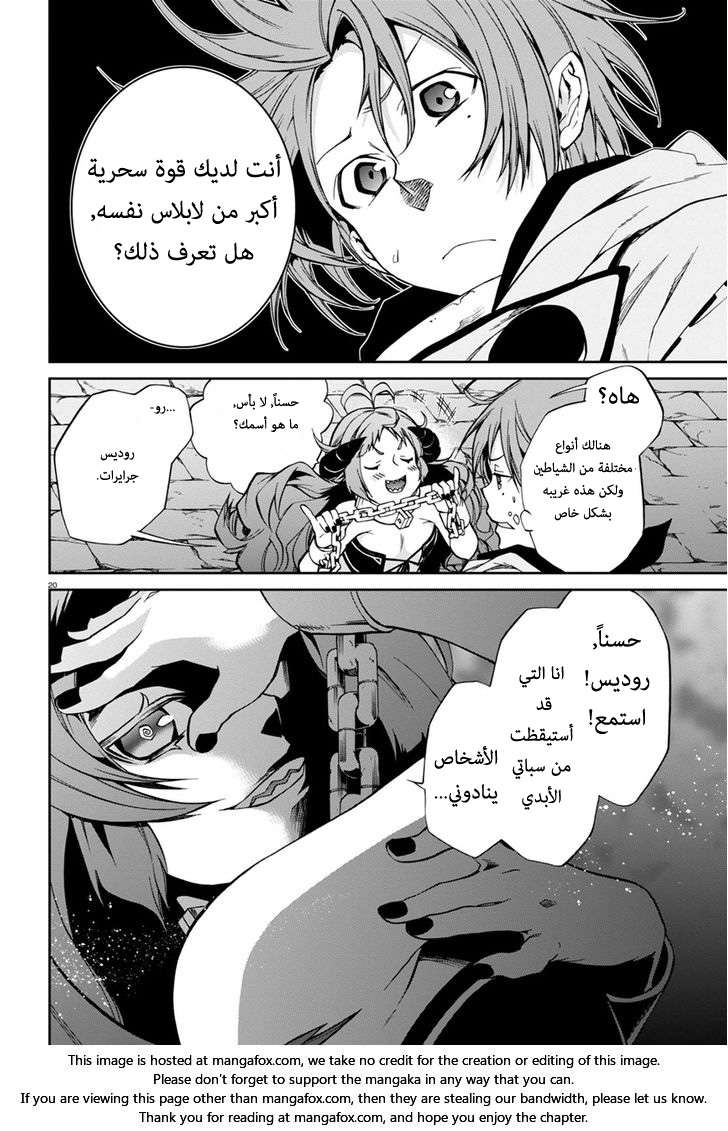 أنت لديك قوة سحرية
أكبر من لابلاس نفسه,
هل تعرف ذلك؟
هاه؟
هنالك أنواع
مختلفة من الشياطين
ولكن هذه غريبه
بشكل خاص
حسناً, لا بأس,
ما هو أسمك؟
...رو-
روديس
جرايرات.
20
حسناً,
روديس!
استمع!
انا التي
قد
أستيقظت
من سباتي
الأبدي
الأشخاص
ينادوني...
This image is hosted at mangafox.com, we take no credit for the creation or editing of this image.
Please don't forget to support the mangaka in any way that you can.
If you are viewing this page other than mangafox.com, then they are stealing our bandwidth, please let us know.
Thank you for reading at mangafox.com, and hope you enjoy the chapter.